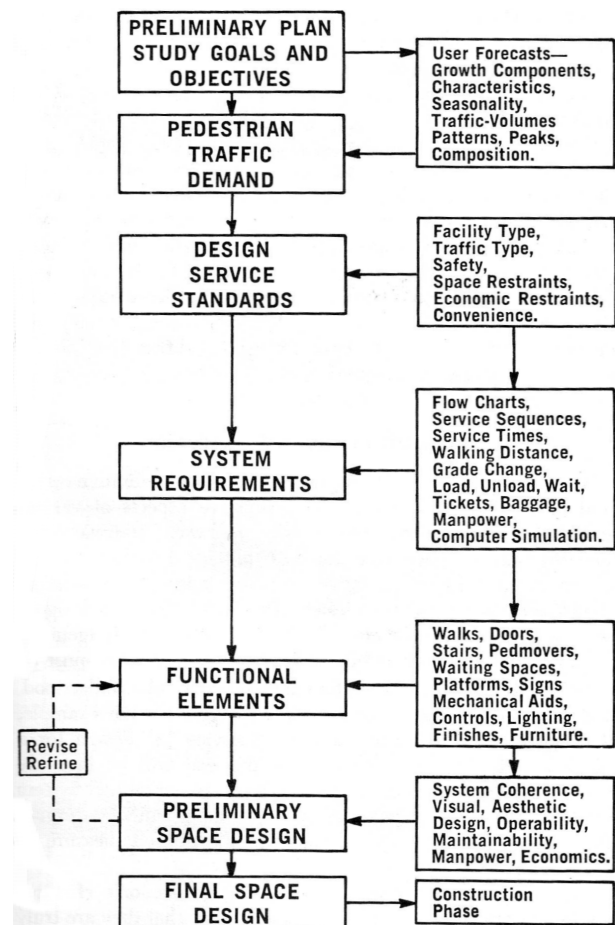 PRELIMINARY PLAN
STUDY GOALS AND
OBJECTIVES
User Forecasts—
Growth Components,
Characteristics,
Seasonality,
Traffic-Volumes
Patterns, Peaks,
Composition.
PEDESTRIAN
TRAFFIC
DEMAND
DESIGN
SERVICE
STANDARDS
Facility Type,
Traffic Type,
Safety,
Space Restraints,
Economic Restraints,
Convenience.
SYSTEM
REQUIREMENTS
Flow Charts,
Service Sequences,
Service Times,
Walking Distance,
Grade Change,
Load, Unload, Wait,
Tickets, Baggage,
Manpower,
Computer Simulation.
FUNCTIONAL
ELEMENTS
Walks, Doors,
Stairs, Pedmovers,
Waiting Spaces,
Platforms, Signs
Mechanical Aids,
Controls, Lighting,
Finishes, Furniture.
Revise
Refine
PRELIMINARY
SPACE DESIGN
System Coherence,
Visual, Aesthetic
Design, Operability,
Maintainability,
Manpower, Economics.
FINAL SPACE
DESIGN
Construction
Phase